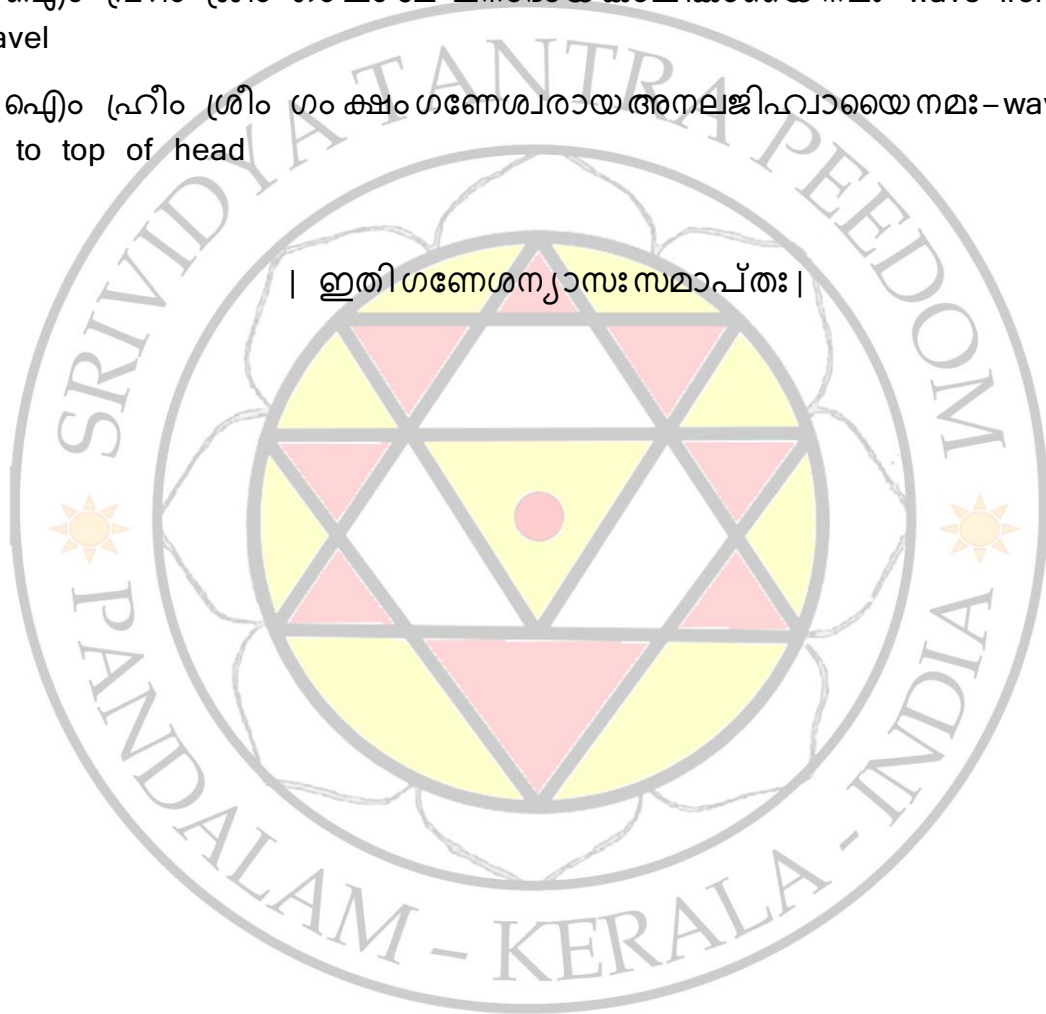 avel
ഐം ഹ്രീം ശ്രീം ഗം ക്ഷം ഗണേശ്വരായ അനലജിഹ്വായൈ നമഃ–wav
to top of head
| ഇതി ഗണേശന്യാസഃ സമാപ്തഃ |
SRIVIDYA TANTRA PEEDOM
PANDALAM – KERALA - INDIA